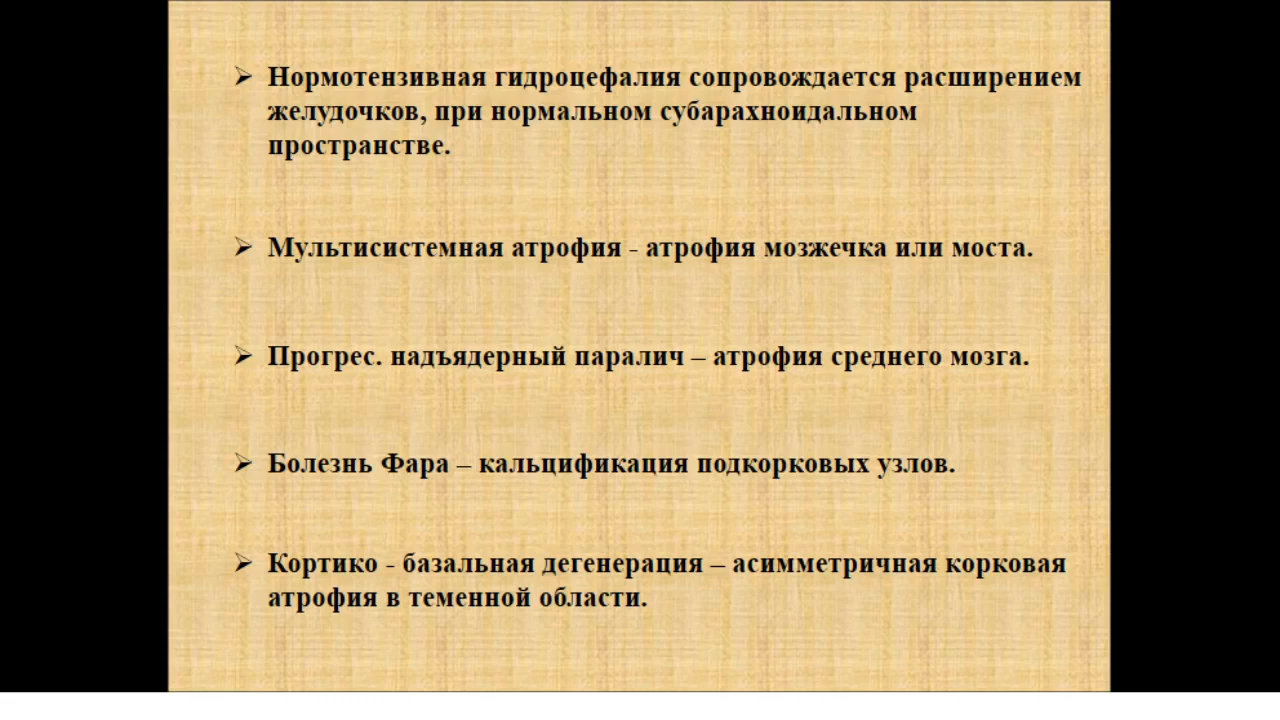 ➢ Нормотензивная гидроцефалия сопровождается расширением
желудочков, при нормальном субарахноидальном
пространстве.
➢ Мультисистемная атрофия - атрофия мозжечка или моста.
➢ Прогрес. надъядерный паралич – атрофия среднего мозга.
➢ Болезнь Фара – кальцификация подкорковых узлов.
➢ Кортико - базальная дегенерация – асимметричная корковая
атрофия в теменной области.